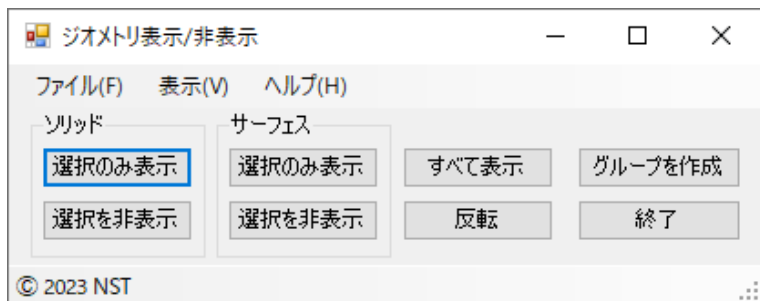 ジオメトリ表示/非表示
ファイル(F) 表示(V) ヘルプ(H)
ソリッド サーフェス
選択のみ表示 選択のみ表示 すべて表示 グループを作成
選択を非表示 選択を非表示 反転 終了
© 2023 NST